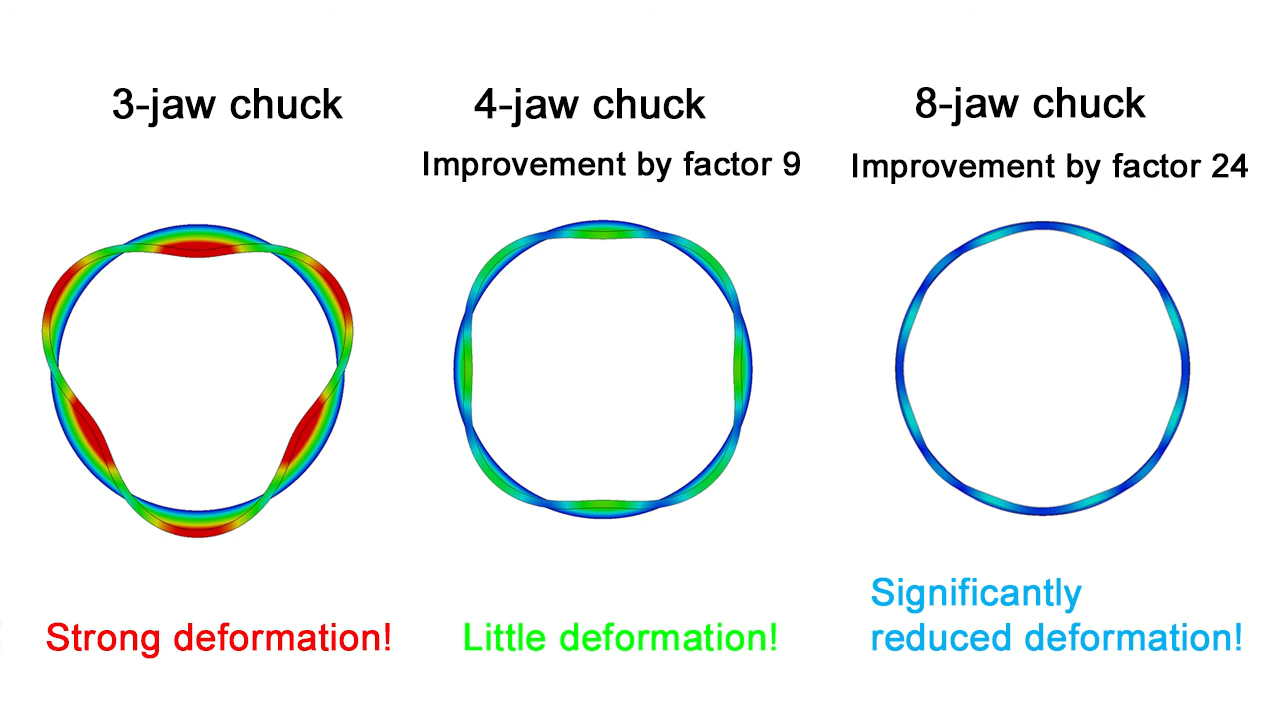 3-jaw chuck
4-jaw chuck
Improvement by factor 9
8-jaw chuck
Improvement by factor 24
Strong deformation!
Little deformation!
Significantly
reduced deformation!